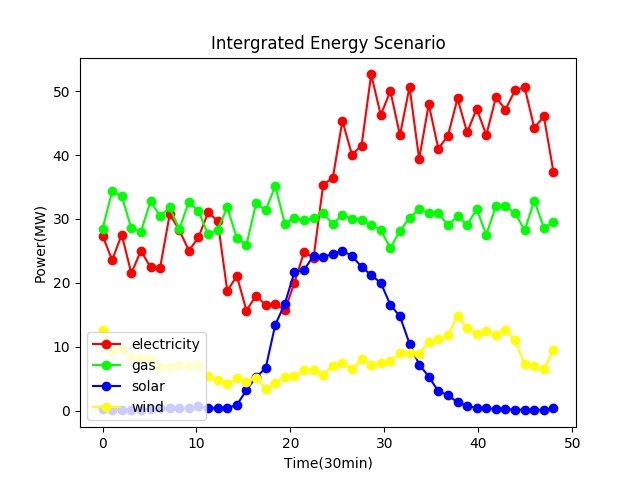 Intergrated Energy Scenario
Power(MW)
50
40
30
20
10
0
electricity
gas
solar
wind
0 10 20 30 40 50
Time(30min)